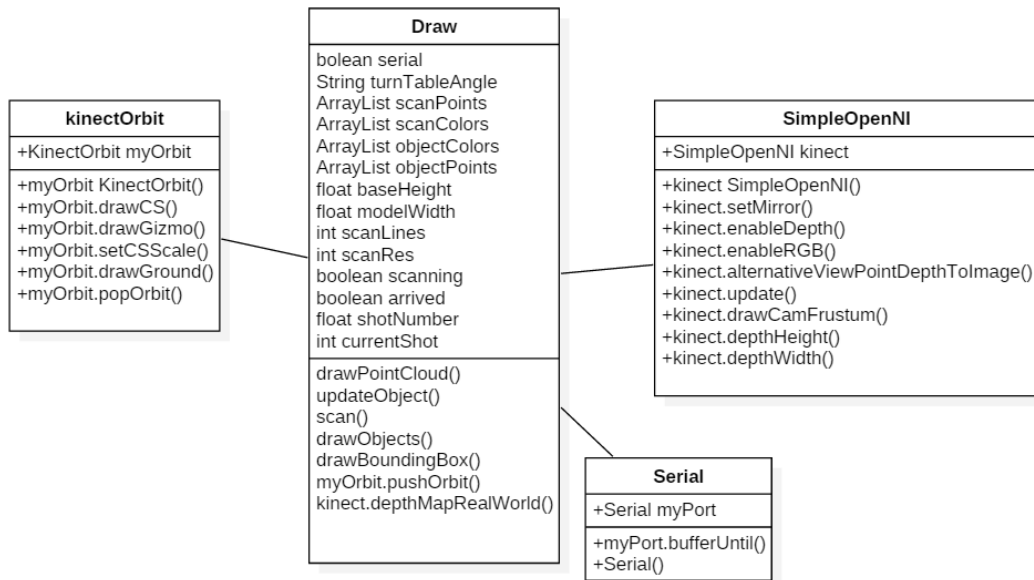 kinectOrbit
+KinectOrbit myOrbit
+myOrbit KinectOrbit()
+myOrbit.drawCS()
+myOrbit.drawGizmo()
+myOrbit.setCSScale()
+myOrbit.drawGround()
+myOrbit.popOrbit()
Draw
bolean serial
String turnTableAngle
ArrayList scanPoints
ArrayList scanColors
ArrayList objectColors
ArrayList objectPoints
float baseHeight
float modelWidth
int scanLines
int scanRes
boolean scanning
boolean arrived
float shotNumber
int currentShot
drawPointCloud()
updateObject()
scan()
drawObjects()
drawBoundingBox()
myOrbit.pushOrbit()
kinect.depthMapRealWorld()
SimpleOpenNI
+SimpleOpenNI kinect
+kinect SimpleOpenNI()
+kinect.setMirror()
+kinect.enableDepth()
+kinect.enableRGB()
+kinect.alternativeViewPointDepthToImage()
+kinect.update()
+kinect.drawCamFrustum()
+kinect.depthHeight()
+kinect.depthWidth()
Serial
+Serial myPort
+myPort.bufferUntil()
+Serial()